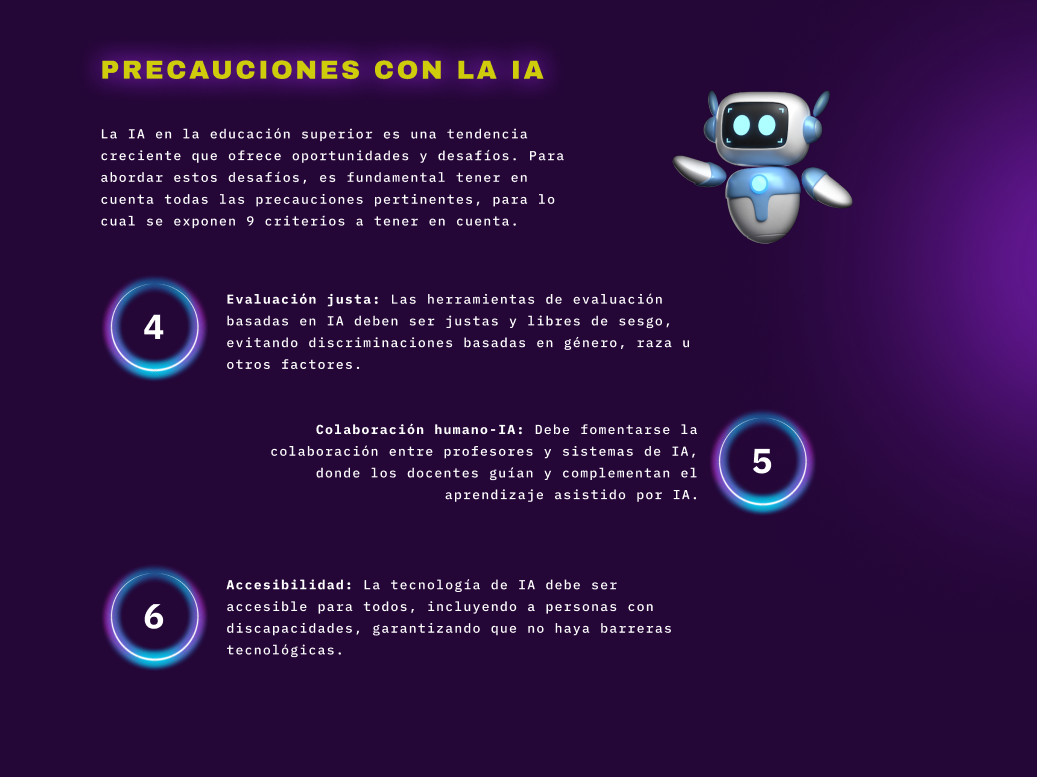 PRECAUCIONES CON LA IA
La IA en la educación superior es una tendencia
creciente que ofrece oportunidades y desafíos. Para
abordar estos desafíos, es fundamental tener en
cuenta todas las precauciones pertinentes, para lo
cual se exponen 9 criterios a tener en cuenta.
4
Evaluación justa: Las herramientas de evaluación
basadas en IA deben ser justas y libres de sesgo,
evitando discriminaciones basadas en género, raza u
otros factores.
Colaboración humano-IA: Debe fomentarse la
colaboración entre profesores y sistemas de IA,
donde los docentes guían y complementan el
aprendizaje asistido por IA.
5
6
Accesibilidad: La tecnología de IA debe ser
accesible para todos, incluyendo a personas con
discapacidades, garantizando que no haya barreras
tecnológicas.